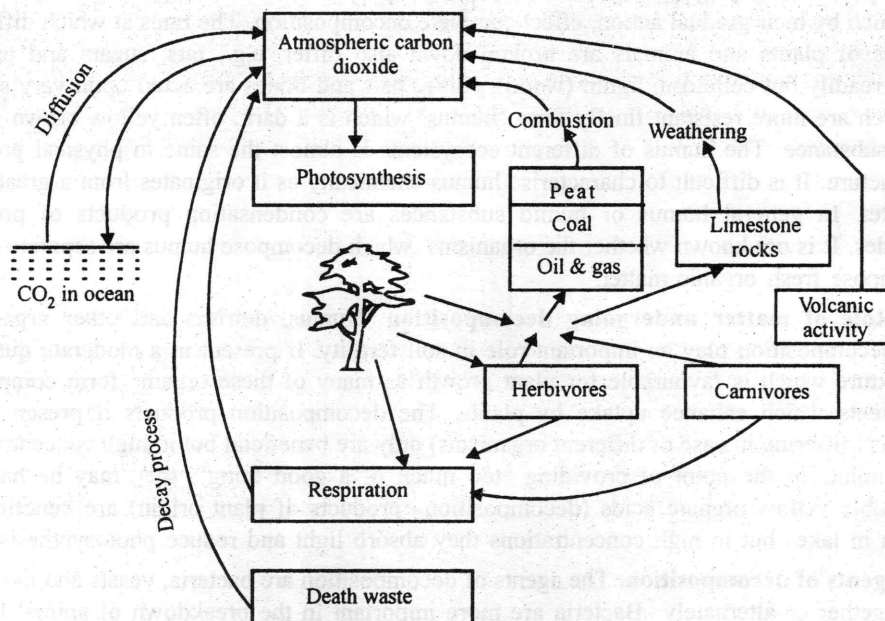 Atmospheric carbon
dioxide
Diffusion
Combustion
Weathering
Photosynthesis
Peat
Coal
Oil & gas
Limestone
rocks
CO2 in ocean
Volcanic
activity
Herbivores
Carnivores
Decay process
Respiration
Death waste